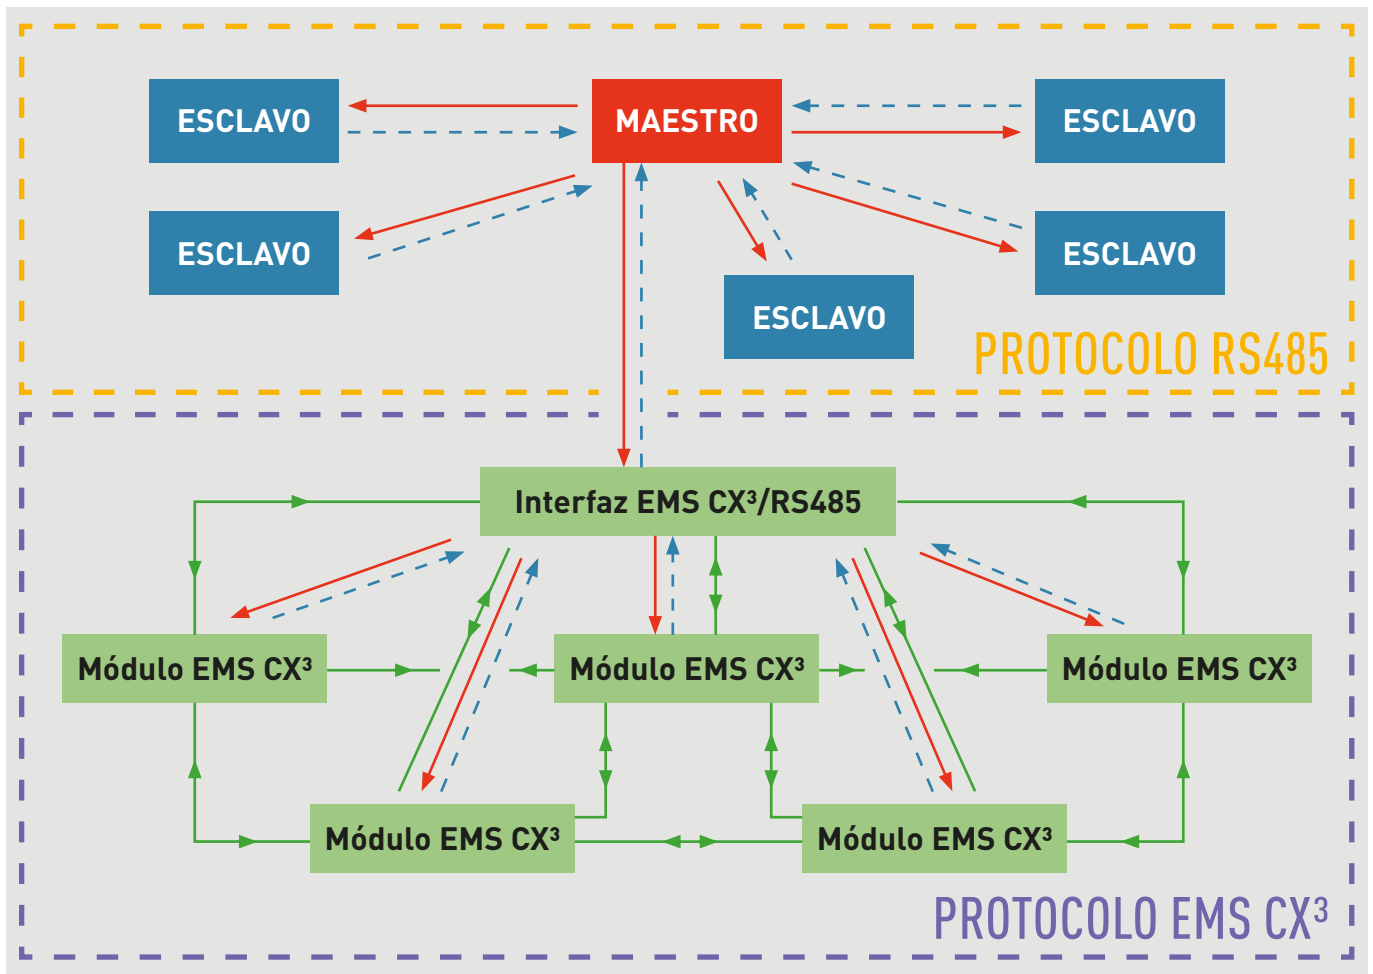 ESCLAVO
MAESTRO
ESCLAVO
ESCLAVO
ESCLAVO
ESCLAVO
PROTOCOLO RS485
Interfaz EMS CX³/RS485
Módulo EMS CX³
Módulo EMS CX³
Módulo EMS CX³
Módulo EMS CX³
Módulo EMS CX³
PROTOCOLO EMS CX³